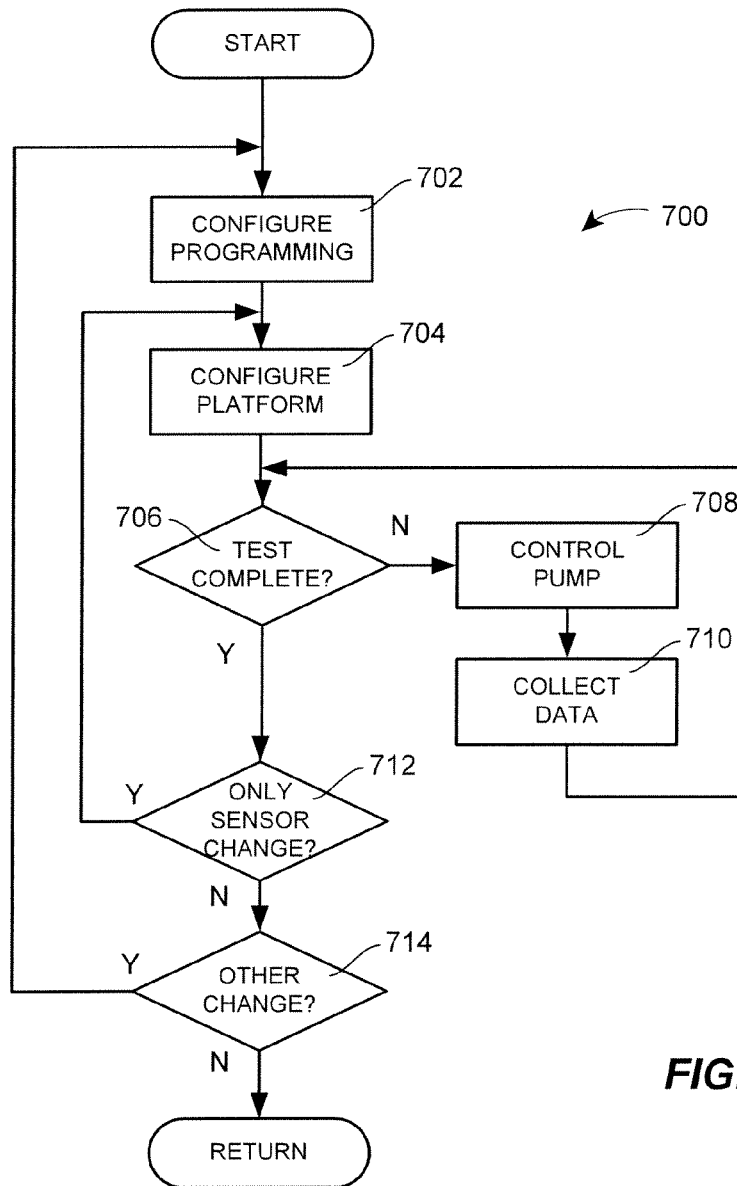 START
702
CONFIGURE
PROGRAMMING
700
704
CONFIGURE
PLATFORM
706
TEST
COMPLETE?
N
708
CONTROL
PUMP
Y
710
COLLECT
DATA
712
Y
ONLY
SENSOR
CHANGE?
N
714
Y
OTHER
CHANGE?
N
FIG.
RETURN